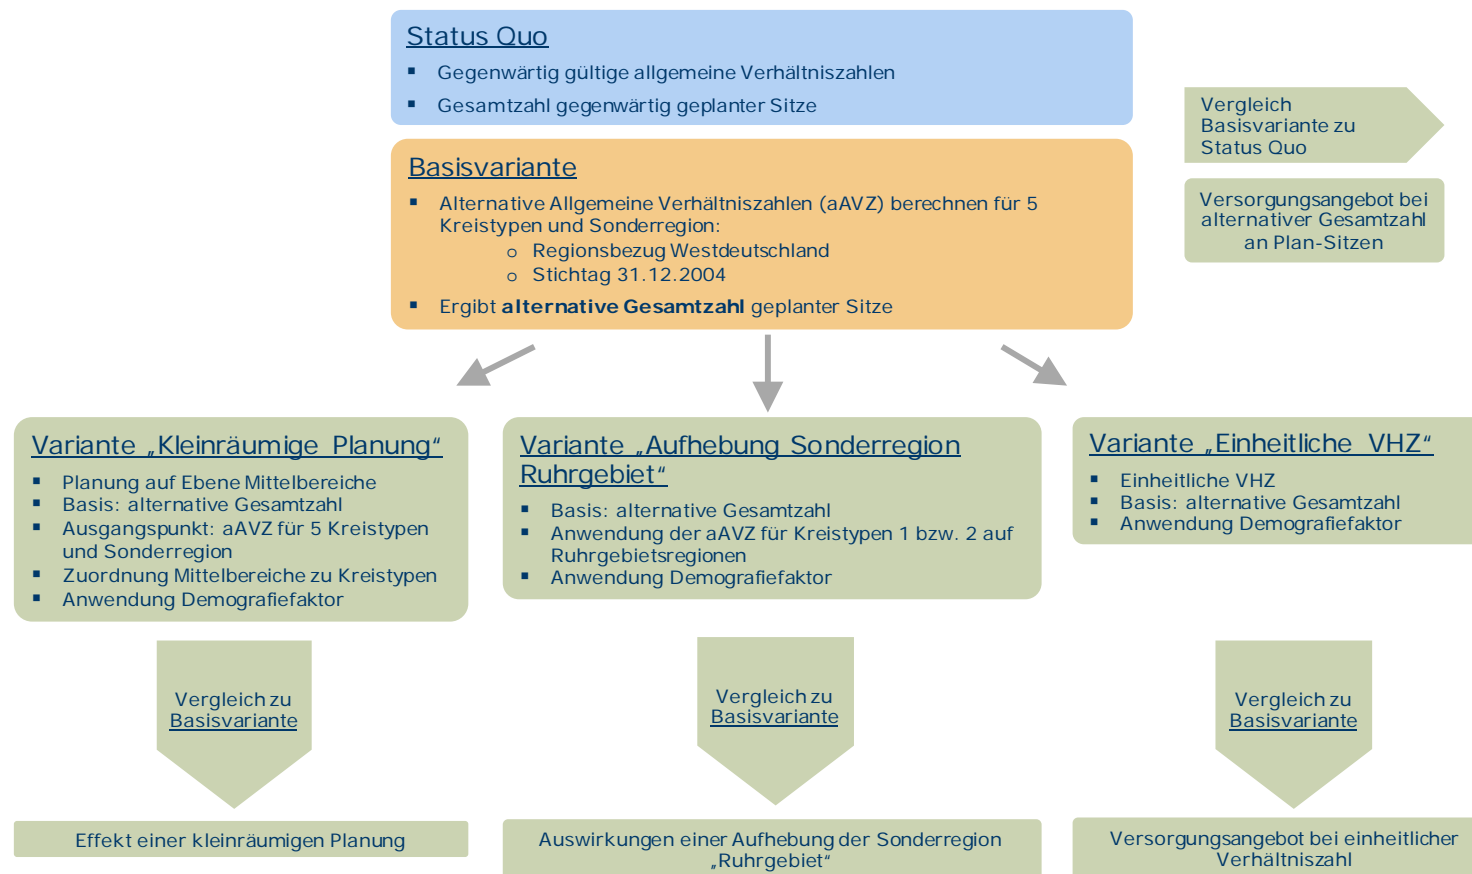 Status Quo
▪ Gegenwärtig gültige allgemeine Verhältniszahlen
▪ Gesamtzahl gegenwärtig geplanter Sitze
Vergleich
Basisvariante zu
Status Quo
Basisvariante
▪ Alternative Allgemeine Verhältniszahlen (aAVZ) berechnen für 5
Kreistypen und Sonderregion:
o Regionsbezug Westdeutschland
o Stichtag 31.12.2004
▪ Ergibt alternative Gesamtzahl geplanter Sitze
Versorgungsangebot bei
alternativer Gesamtzahl
an Plan-Sitzen
Variante „Kleinräumige Planung“
▪ Planung auf Ebene Mittelbereiche
▪ Basis: alternative Gesamtzahl
▪ Ausgangspunkt: aAVZ für 5 Kreistypen
und Sonderregion
▪ Zuordnung Mittelbereiche zu Kreistypen
▪ Anwendung Demografiefaktor
Variante „Aufhebung Sonderregion
Ruhrgebiet“
▪ Basis: alternative Gesamtzahl
▪ Anwendung der aAVZ für Kreistypen 1 bzw. 2 auf
Ruhrgebietsregionen
▪ Anwendung Demografiefaktor
Variante „Einheitliche VHZ“
▪ Einheitliche VHZ
▪ Basis: alternative Gesamtzahl
▪ Anwendung Demografiefaktor
Vergleich zu
Basisvariante
Vergleich zu
Basisvariante
Vergleich zu
Basisvariante
Effekt einer kleinräumigen Planung
Auswirkungen einer Aufhebung der Sonderregion
„Ruhrgebiet“
Versorgungsangebot bei einheitlicher
Verhältniszahl